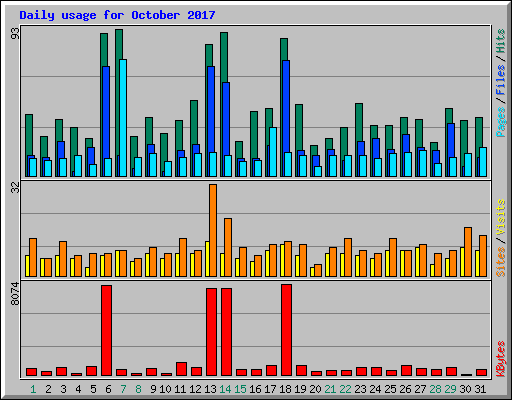 Daily usage for October 2017
93
Pages / Files / Hits
32
Sites / Visits
8074
KBytes
1 2 3 4 5 6 7 8 9 10 11 12 13 14 15 16 17 18 19 20 21 22 23 24 25 26 27 28 29 30 31